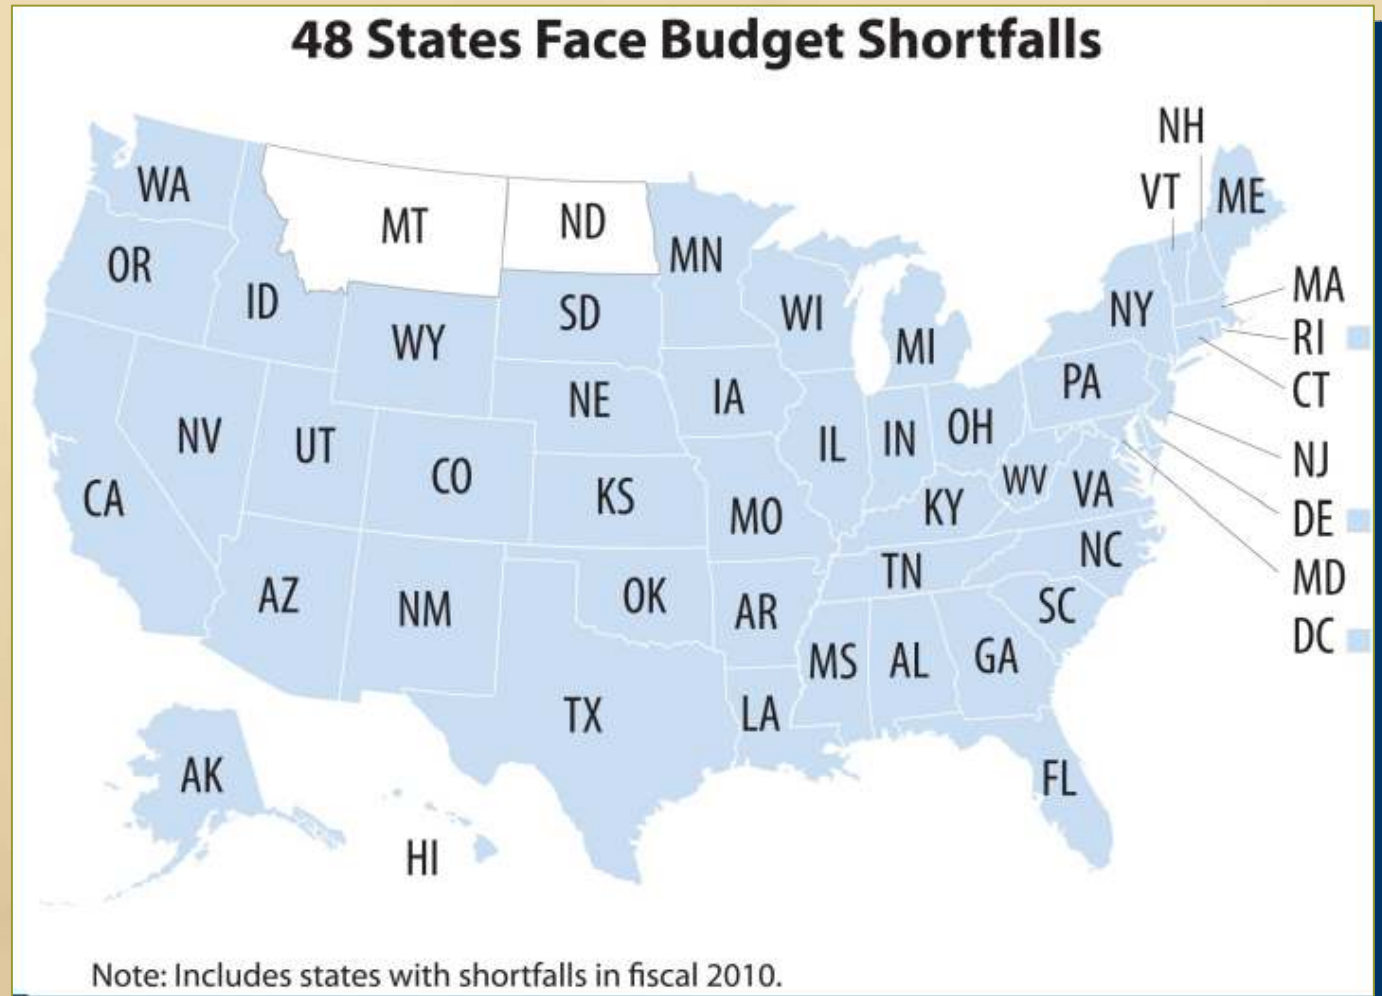 48 States Face Budget Shortfalls
NH
WA
VT
ME
MT
ND
OR
MN
MA
ID
SD
WI
NY
RI
WY
MI
CT
PA
NE
IA
NV
UT
IL
IN
OH
NJ
CO
WV
CA
KS
KY
VA
DE
MO
NC
MD
TN
AZ
NM
OK
AR
SC
DC
MS
AL
GA
TX
LA
AK
FL
HI
Note: Includes states with shortfalls in fiscal 2010.